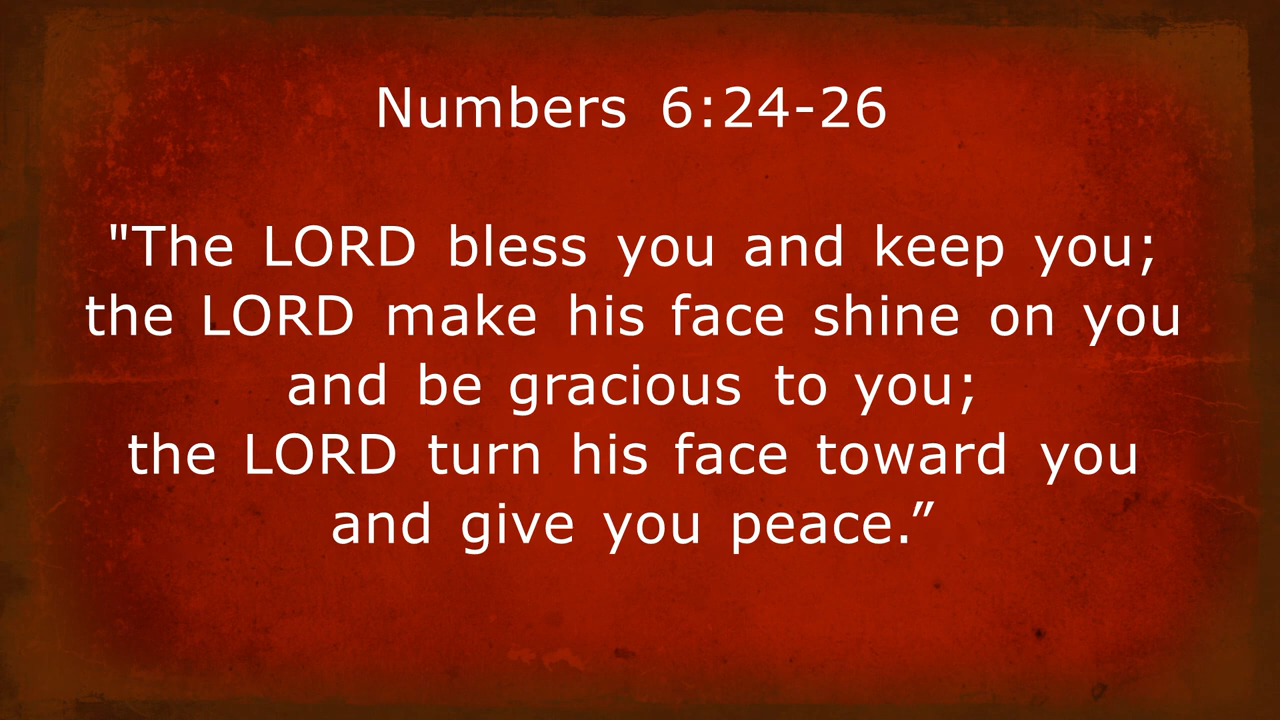 Numbers 6:24-26
"The LORD bless you and keep you;
the LORD make his face shine on you
and be gracious to you;
the LORD turn his face toward you
and give you peace.”